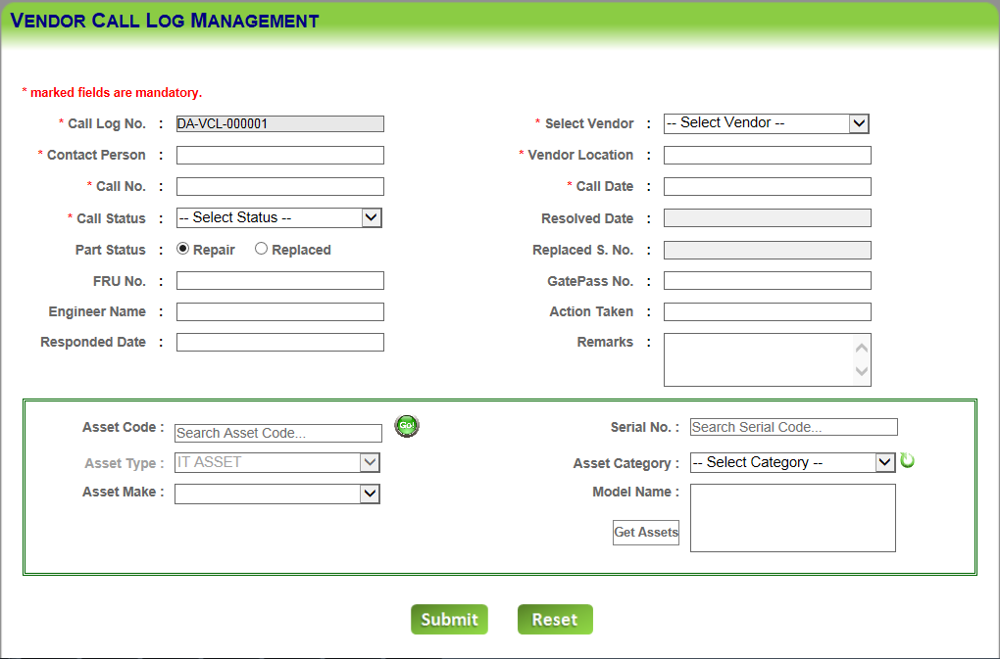 VENDOR CALL LOG MANAGEMENT
* marked fields are mandatory.
* Call Log No. : DA-VCL-000001 * Select Vendor : -- Select Vendor --
* Contact Person : * Vendor Location :
* Call No. : * Call Date :
* Call Status : -- Select Status -- Resolved Date :
Part Status : Repair Replaced Replaced S. No. :
FRU No. : GatePass No. :
Engineer Name : Action Taken :
Responded Date : Remarks :
Asset Code : Search Asset Code... Go! Serial No. : Search Serial Code...
Asset Type : IT ASSET Asset Category : -- Select Category --
Asset Make : Model Name :
Get Assets
Submit Reset